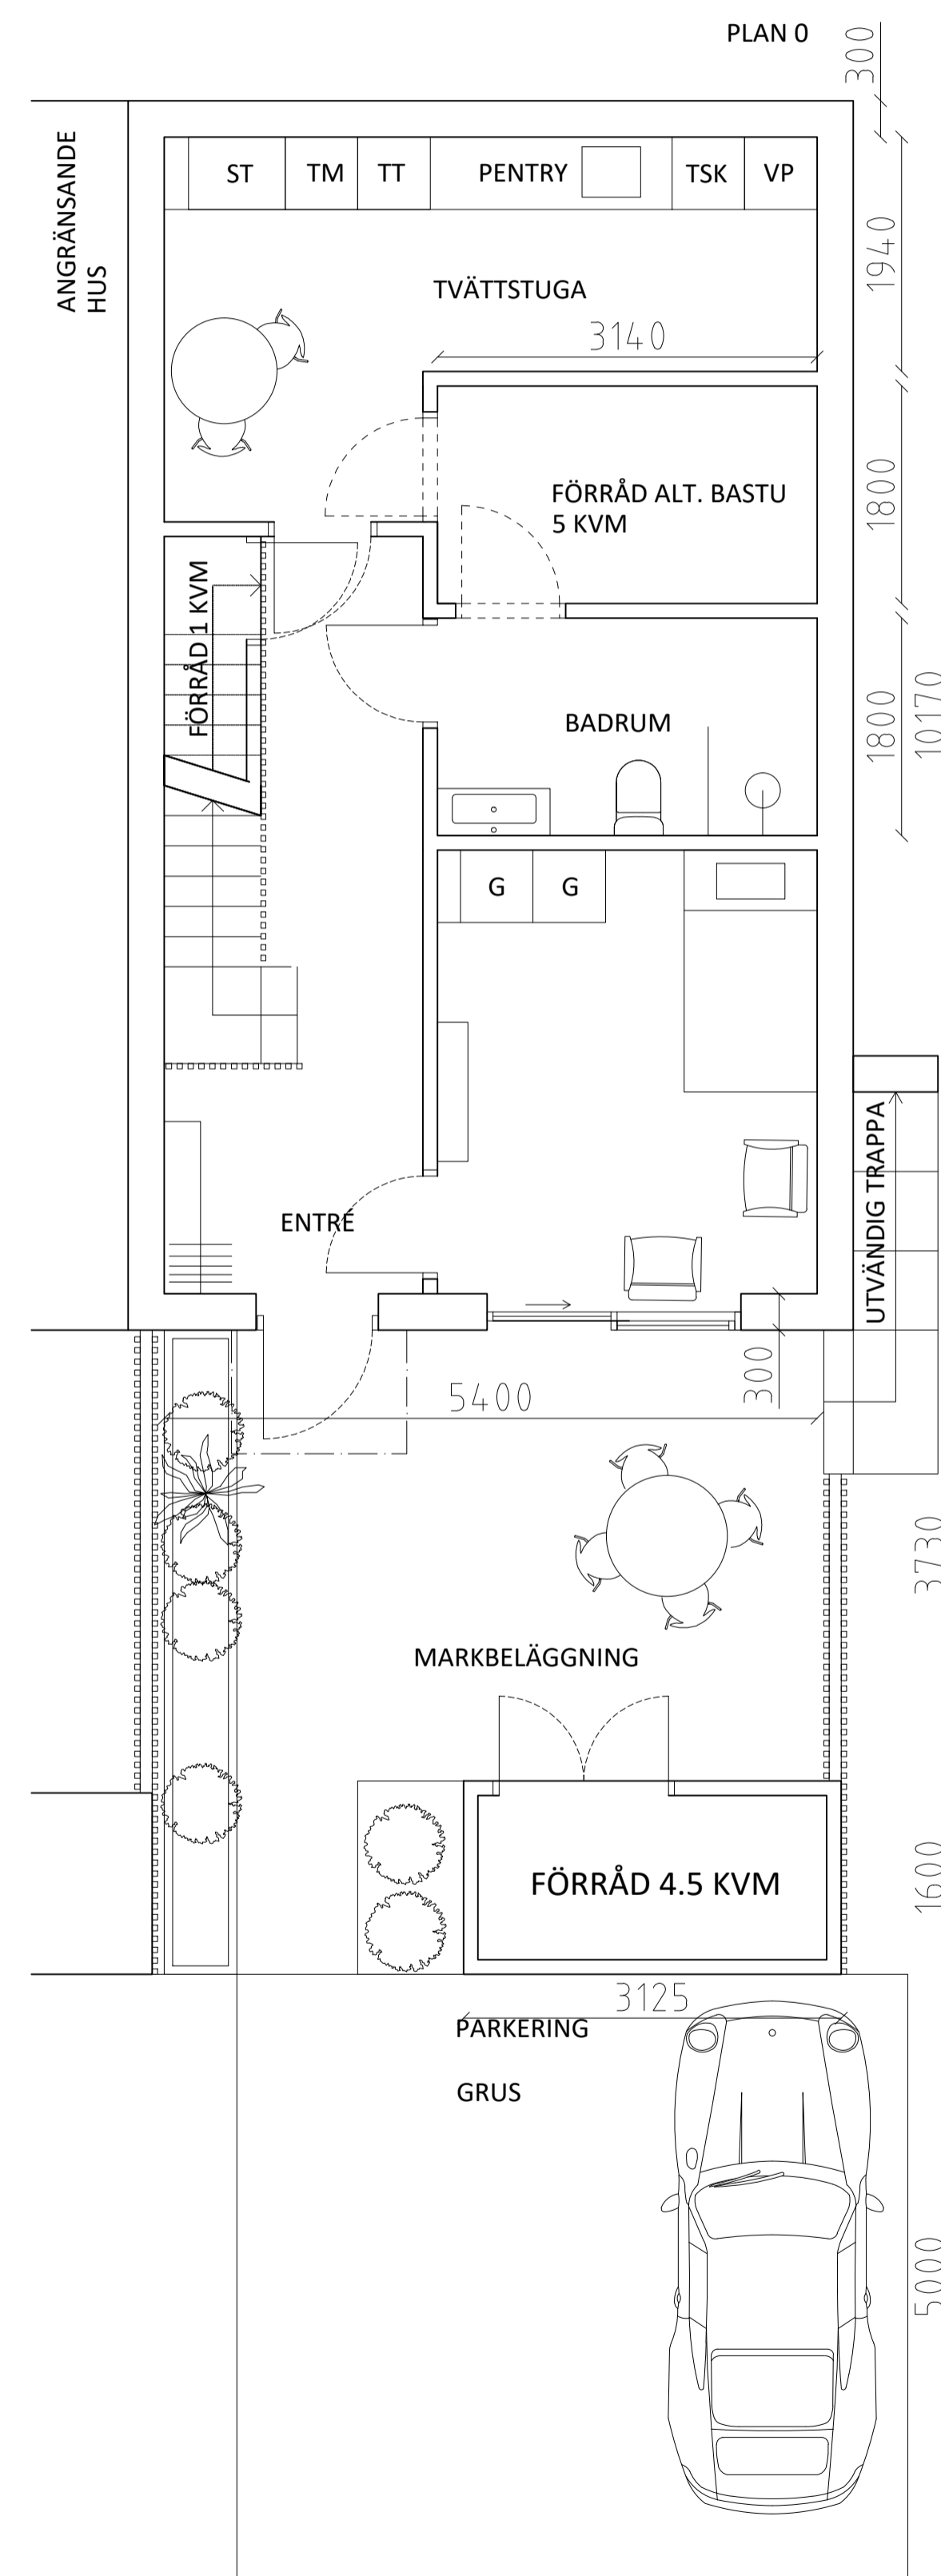 PLAN 0
300
ANGRÄNSANDE
HUS
ST
TM
TT
PENTRY
TSK
VP
1940
TVÄTTSTUGA
3140
FÖRRÅD ALT. BASTU
5 KVM
1800
FÖRRÅD 1 KVM
BADRUM
1800
10170
G
G
UTVÄNDIG TRAPPA
ENTRÉ
300
5400
3730
MARKBELÄGGNING
FÖRRÅD 4.5 KVM
1600
3125
PARKERING
GRUS
5000